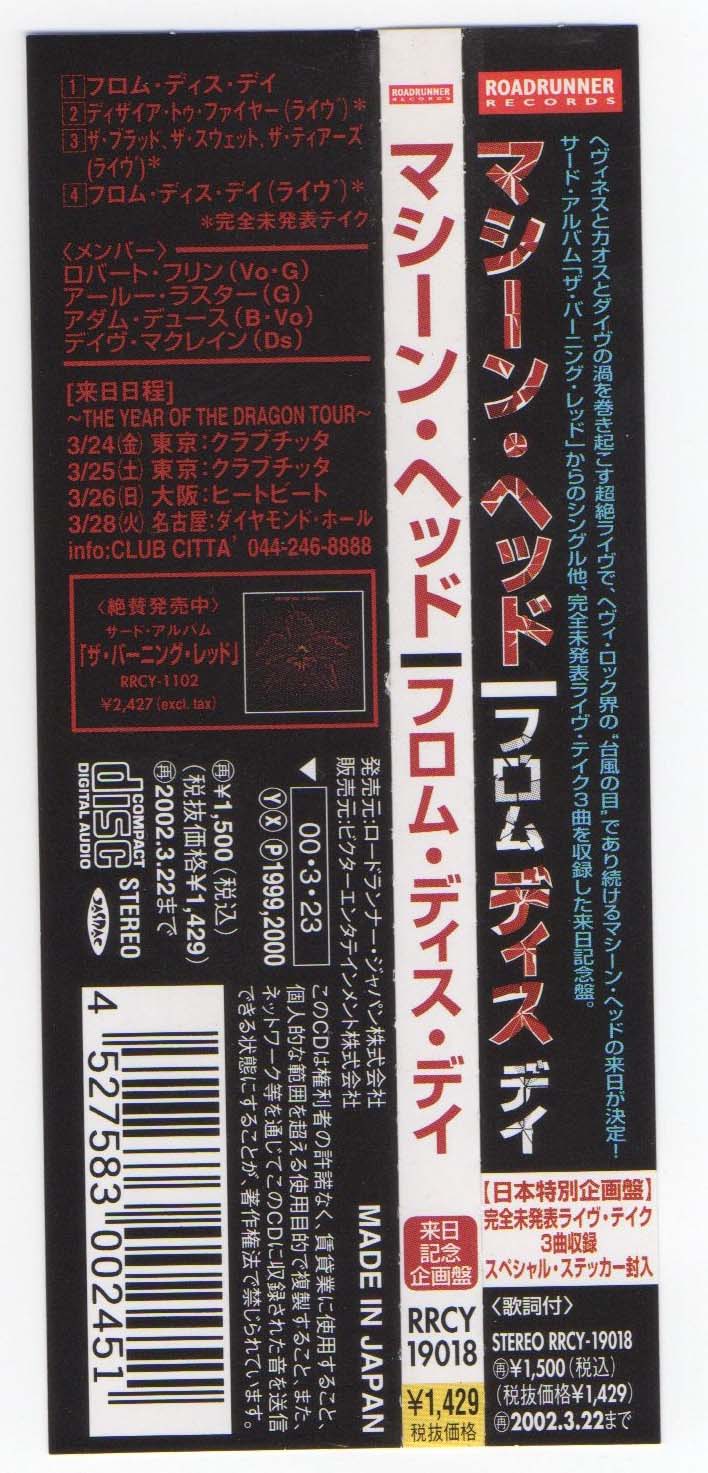 1 フロム・ディス・デイ
2 ディザイア・トゥ・ファイヤー(ライヴ)*
3 ザ・ブラッド、ザ・スウェット、ザ・ティアーズ
(ライヴ)*
4 フロム・ディス・デイ(ライヴ)*
*完全未発表テイク
〈メンバー〉
ロバート・フリン(Vo・G)
アールー・ラスター(G)
アダム・デュース(B・Vo)
デイヴ・マクレイン(Ds)
[来日日程]
～THE YEAR OF THE DRAGON TOUR～
3/24㈮ 東京:クラブチッタ
3/25㈯ 東京:クラブチッタ
3/26㈰ 大阪:ヒートビート
3/28㈫ 名古屋:ダイヤモンド・ホール
info:CLUB CITTA' 044-246-8888
〈絶賛発売中〉
サード・アルバム
「ザ・バーニング・レッド」
RRCY-1102
¥2,427(excl. tax)
発売元:ロードランナー・ジャパン株式会社
販売元:ビクターエンタテインメント株式会社
▼ 00・3・23
Ⓨ Ⓧ Ⓟ1999,2000
再¥1,500(税込)
(税抜価格¥1,429)
再2002.3.22まで
COMPACT
disc
DIGITAL AUDIO
STEREO
JASRAC
このCDは権利者の許諾なく、賃貸業に使用すること、
個人的な範囲を超える使用目的で複製すること、また、
ネットワーク等を通じてこのCDに収録された音を送信
できる状態にすることが、著作権法で禁じられています。
MADE IN JAPAN
4 527583 002451
ROADRUNNER
RECORDS
マシーン・ヘッド フロム・ディス・デイ
来日
記念
企画盤
RRCY
19018
¥1,429
税抜価格
ROADRUNNER
RECORDS
ヘヴィネスとカオスとダイヴの渦を巻き起こす超絶ライヴで、ヘヴィ・ロック界の"台風の目"であり続けるマシーン・ヘッドの来日が決定!
サード・アルバム「ザ・バーニング・レッド」からのシングル他、完全未発表ライヴ・テイク3曲を収録した来日記念盤。
マシーン・ヘッド フロム ディス デイ
【日本特別企画盤】
完全未発表ライヴ・テイク
3曲収録
スペシャル・ステッカー封入
〈歌詞付〉
STEREO RRCY-19018
再¥1,500(税込)
(税抜価格¥1,429)
再2002.3.22まで